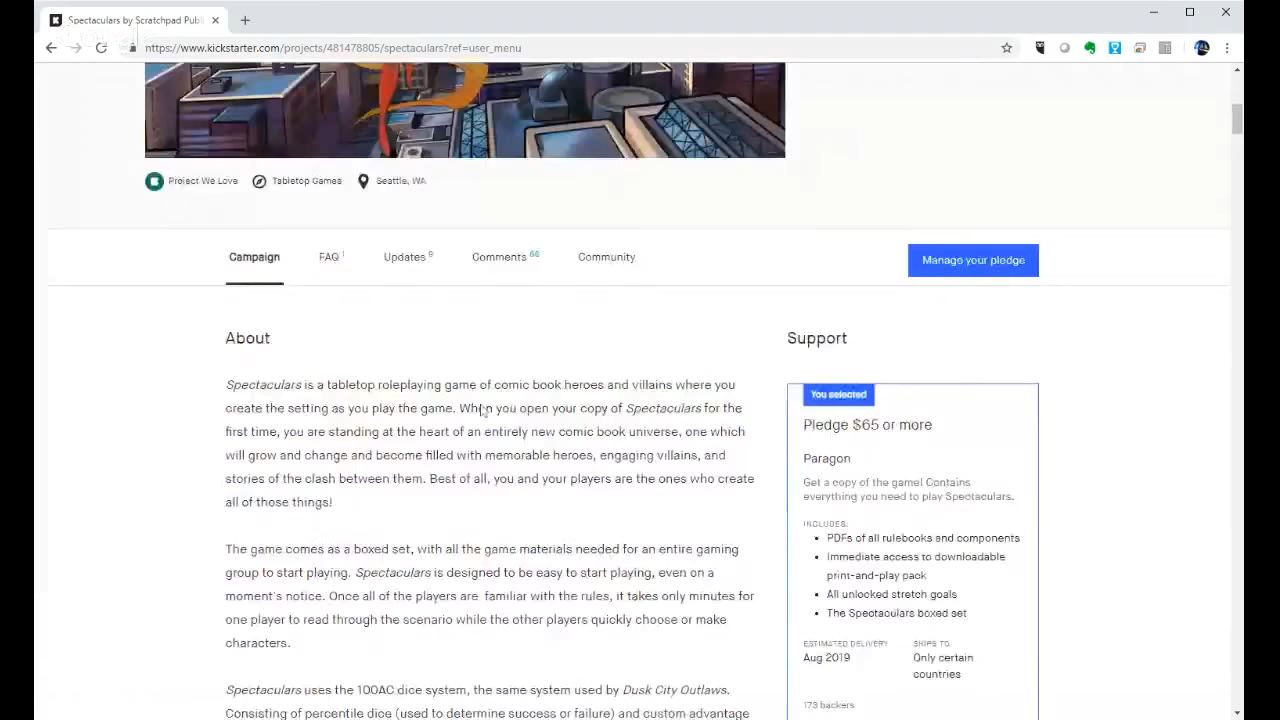 Spectaculars by Scratchpad Publ
https://www.kickstarter.com/projects/481478805/spectaculars?ref=user_menu
Project We Love
Tabletop Games
Seattle, WA
Campaign
FAQ 1
Updates 9
Comments 66
Community
Manage your pledge
About
Spectaculars is a tabletop roleplaying game of comic book heroes and villains where you
create the setting as you play the game. When you open your copy of Spectaculars for the
first time, you are standing at the heart of an entirely new comic book universe, one which
will grow and change and become filled with memorable heroes, engaging villains, and
stories of the clash between them. Best of all, you and your players are the ones who create
all of those things!
The game comes as a boxed set, with all the game materials needed for an entire gaming
group to start playing. Spectaculars is designed to be easy to start playing, even on a
moment's notice. Once all of the players are familiar with the rules, it takes only minutes for
one player to read through the scenario while the other players quickly choose or make
characters.
Spectaculars uses the 100AC dice system, the same system used by Dusk City Outlaws.
Consisting of percentile dice (used to determine success or failure) and custom advantage
Support
You selected
Pledge $65 or more
Paragon
Get a copy of the game! Contains
everything you need to play Spectaculars.
INCLUDES:
PDFs of all rulebooks and components
Immediate access to downloadable
print-and-play pack
All unlooked stretch goals
The Spectaculars boxed set
ESTIMATED DELIVERY
Aug 2019
SHIPS TO
Only certain
countries
173 backers